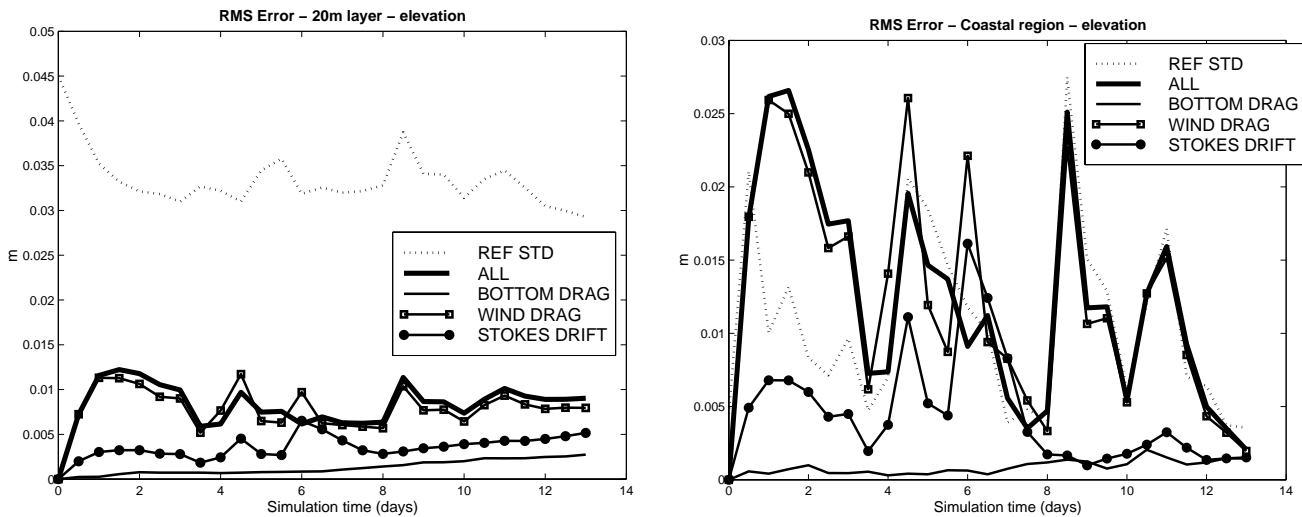 RMS Error – 20m layer – elevation
0.05
0.045
0.04
0.035
0.03
0.025
0.02
0.015
0.01
0.005
0
m
REF STD
ALL
BOTTOM DRAG
WIND DRAG
STOKES DRIFT
0 2 4 6 8 10 12 14
Simulation time (days)
RMS Error – Coastal region – elevation
0.03
0.025
0.02
0.015
0.01
0.005
0
m
REF STD
ALL
BOTTOM DRAG
WIND DRAG
STOKES DRIFT
0 2 4 6 8 10 12 14
Simulation time (days)